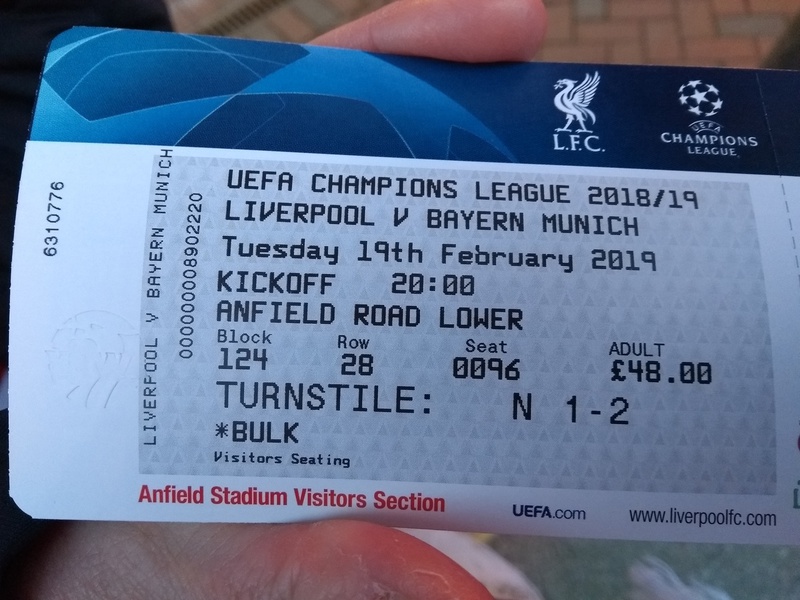 L.F.C.
UEFA
CHAMPIONS
LEAGUE
6310776
LIVERPOOL V BAYERN MUNICH
0000000008902220
UEFA CHAMPIONS LEAGUE 2018/19
LIVERPOOL V BAYERN MUNICH
Tuesday 19th February 2019
KICKOFF 20:00
ANFIELD ROAD LOWER
Block Row Seat ADULT
124 28 0096 £48.00
TURNSTILE: N 1-2
*BULK
Visitors Seating
Anfield Stadium Visitors Section
UEFA.com
www.liverpoolfc.com